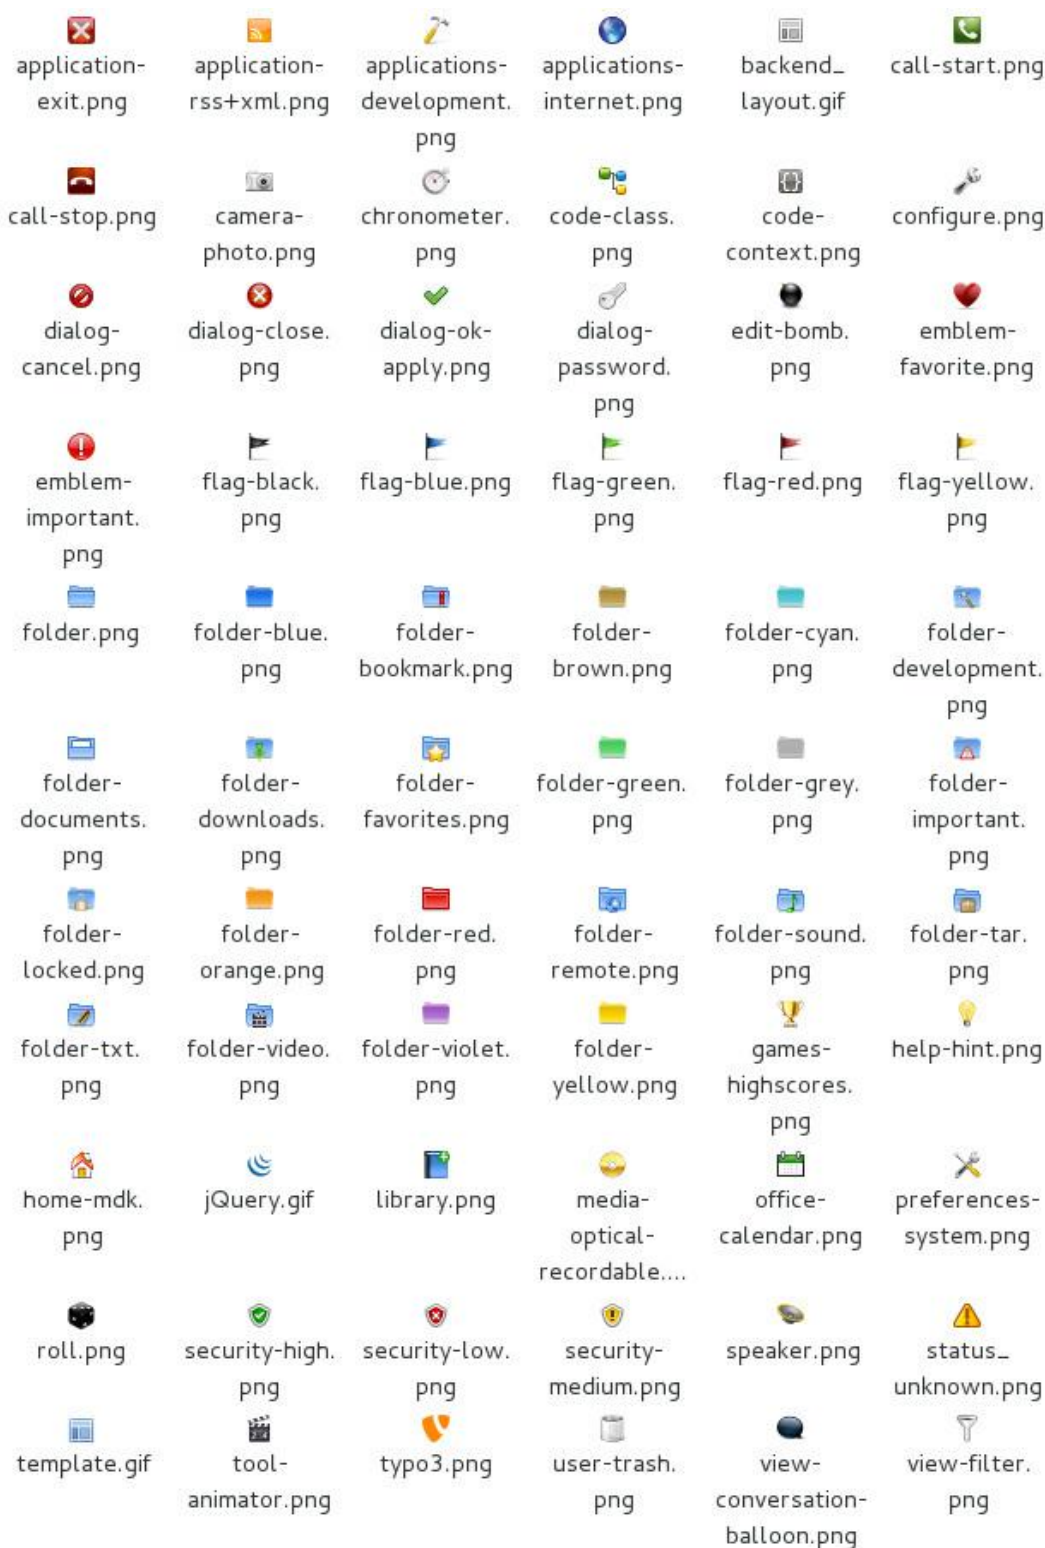 application-exit.png
application-rss+xml.png
applications-development.png
applications-internet.png
backend_layout.gif
call-start.png
call-stop.png
camera-photo.png
chronometer.png
code-class.png
code-context.png
configure.png
dialog-cancel.png
dialog-close.png
dialog-ok-apply.png
dialog-password.png
edit-bomb.png
emblem-favorite.png
emblem-important.png
flag-black.png
flag-blue.png
flag-green.png
flag-red.png
flag-yellow.png
folder.png
folder-blue.png
folder-bookmark.png
folder-brown.png
folder-cyan.png
folder-development.png
folder-documents.png
folder-downloads.png
folder-favorites.png
folder-green.png
folder-grey.png
folder-important.png
folder-locked.png
folder-orange.png
folder-red.png
folder-remote.png
folder-sound.png
folder-tar.png
folder-txt.png
folder-video.png
folder-violet.png
folder-yellow.png
games-highscores.png
help-hint.png
home-mdk.png
jQuery.gif
library.png
media-optical-recordable....
office-calendar.png
preferences-system.png
roll.png
security-high.png
security-low.png
security-medium.png
speaker.png
status_unknown.png
template.gif
tool-animator.png
typo3.png
user-trash.png
view-conversation-balloon.png
view-filter.png